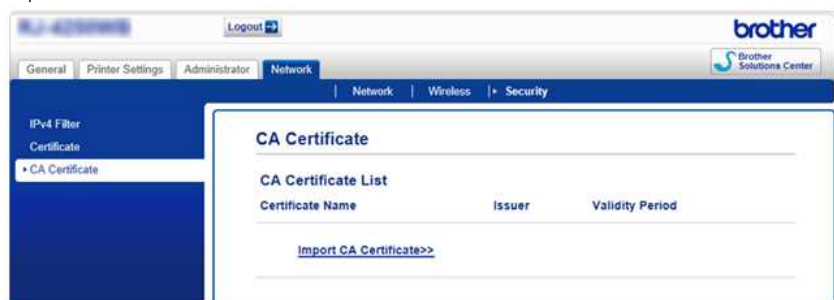 Logout
brother
General Printer Settings Administrator Network
Brother
Solutions Center
| Network | Wireless | Security
IPv4 Filter
Certificate
CA Certificate
CA Certificate
CA Certificate List
Certificate Name Issuer Validity Period
Import CA Certificate>>